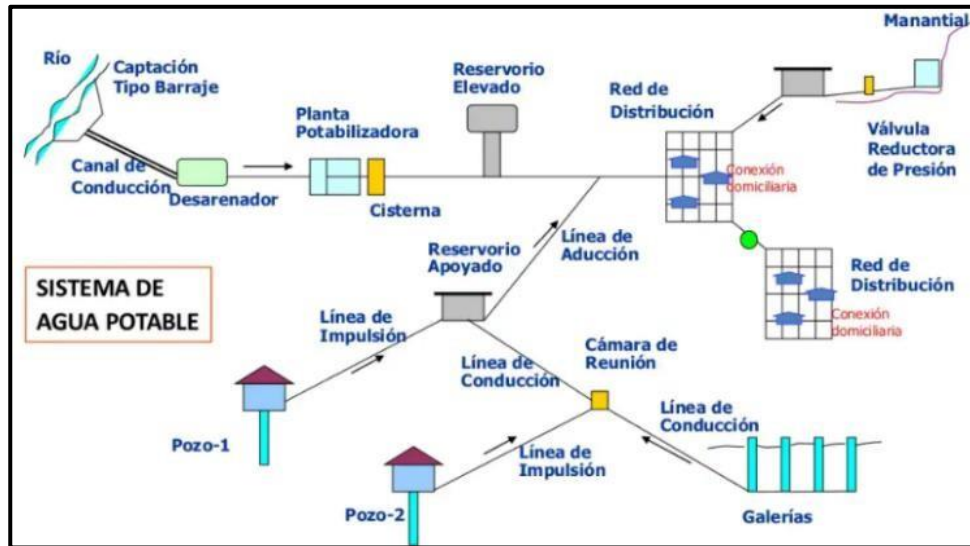 Río
Captación
Tipo Barraje
Canal de
Conducción
Desarenador
Planta
Potabilizadora
Cisterna
Reservorio
Elevado
Red de
Distribución
Conexión
domiciliaria
Manantial
Válvula
Reductora
de Presión
Red de
Distribución
Conexión
domiciliaria
Reservorio
Apoyado
Línea de
Aducción
SISTEMA DE
AGUA POTABLE
Línea de
Impulsión
Línea de
Conducción
Cámara de
Reunión
Línea de
Conducción
Pozo-1
Línea de
Impulsión
Pozo-2
Galerías